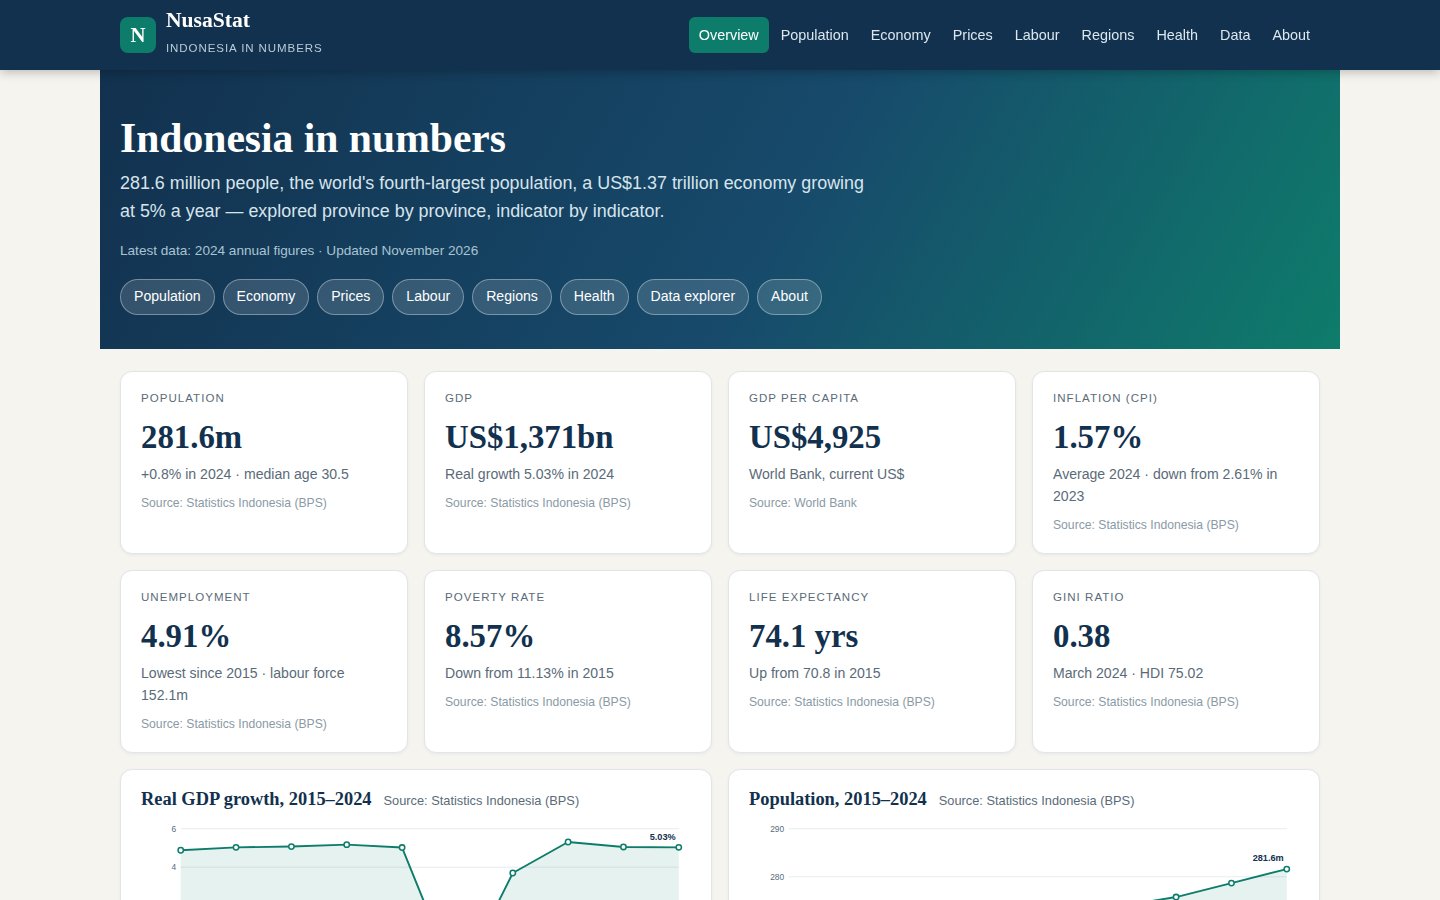 N
NusaStat
INDONESIA IN NUMBERS
Overview
Population
Economy
Prices
Labour
Regions
Health
Data
About
Indonesia in numbers
281.6 million people, the world's fourth-largest population, a US$1.37 trillion economy growing
at 5% a year — explored province by province, indicator by indicator.
Latest data: 2024 annual figures · Updated November 2026
Population
Economy
Prices
Labour
Regions
Health
Data explorer
About
POPULATION
281.6m
+0.8% in 2024 · median age 30.5
Source: Statistics Indonesia (BPS)
GDP
US$1,371bn
Real growth 5.03% in 2024
Source: Statistics Indonesia (BPS)
GDP PER CAPITA
US$4,925
World Bank, current US$
Source: World Bank
INFLATION (CPI)
1.57%
Average 2024 · down from 2.61% in
2023
Source: Statistics Indonesia (BPS)
UNEMPLOYMENT
4.91%
Lowest since 2015 · labour force
152.1m
Source: Statistics Indonesia (BPS)
POVERTY RATE
8.57%
Down from 11.13% in 2015
Source: Statistics Indonesia (BPS)
LIFE EXPECTANCY
74.1 yrs
Up from 70.8 in 2015
Source: Statistics Indonesia (BPS)
GINI RATIO
0.38
March 2024 · HDI 75.02
Source: Statistics Indonesia (BPS)
Real GDP growth, 2015–2024 Source: Statistics Indonesia (BPS)
6
5.03%
4
Population, 2015–2024 Source: Statistics Indonesia (BPS)
290
281.6m
280